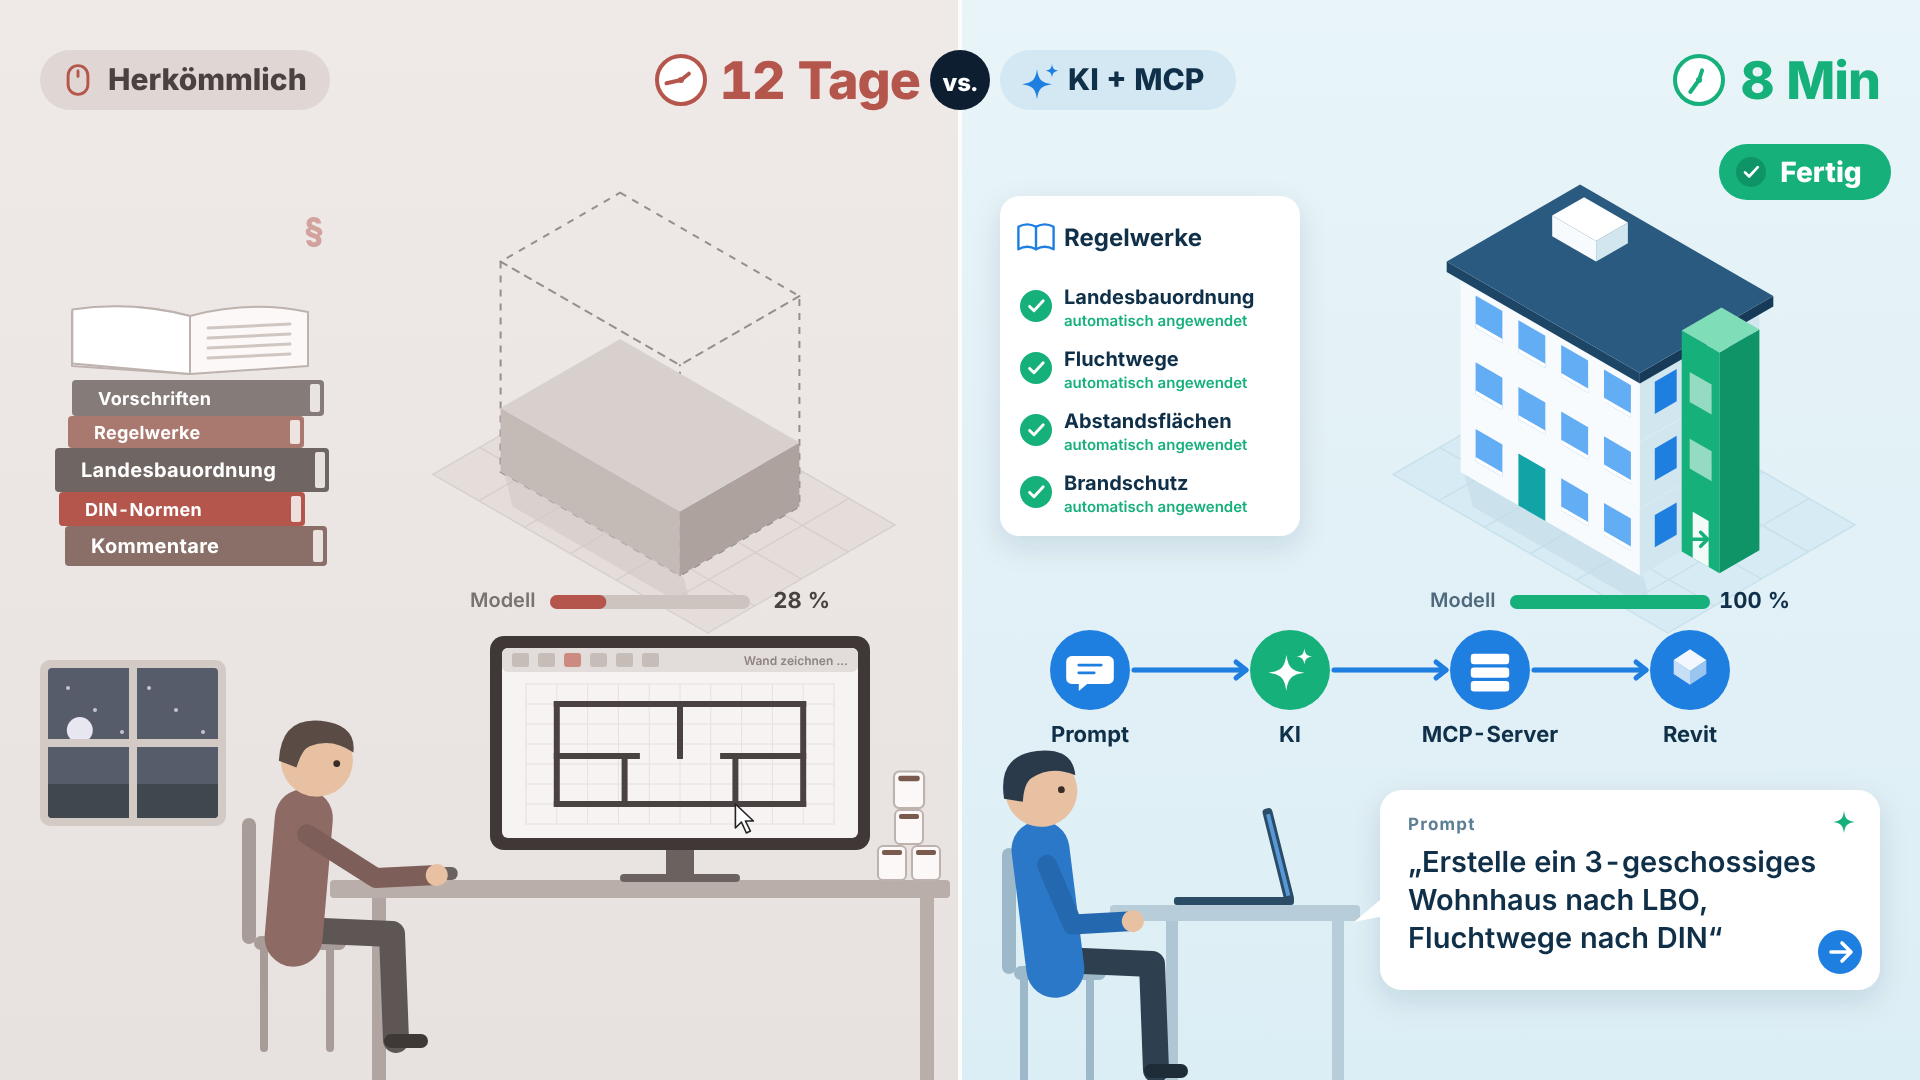 Herkömmlich
12 Tage
vs.
KI + MCP
8 Min
Fertig
§
Vorschriften
Regelwerke
Landesbauordnung
DIN-Normen
Kommentare
Modell
28 %
Wand zeichnen ...
Regelwerke
Landesbauordnung
automatisch angewendet
Fluchtwege
automatisch angewendet
Abstandsflächen
automatisch angewendet
Brandschutz
automatisch angewendet
Modell
100 %
Prompt
KI
MCP-Server
Revit
Prompt
„Erstelle ein 3-geschossiges
Wohnhaus nach LBO,
Fluchtwege nach DIN“